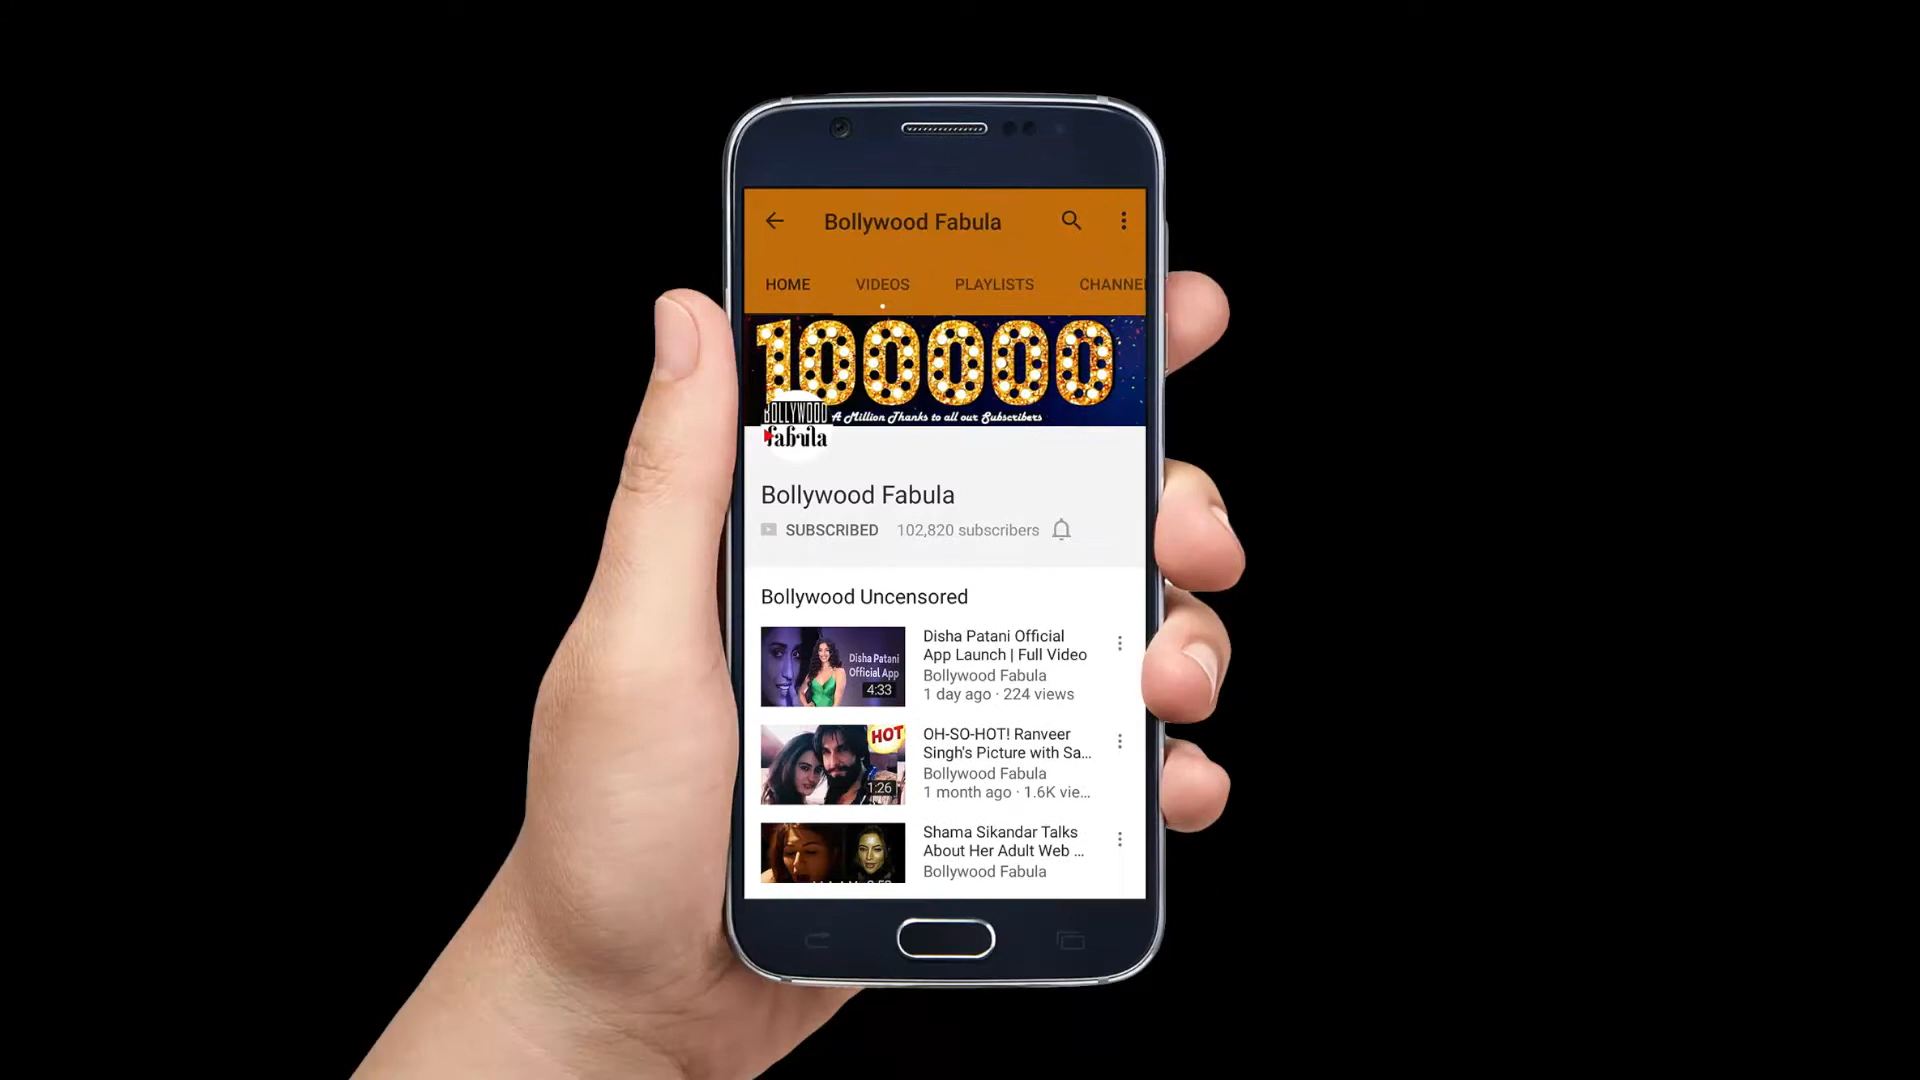 Bollywood Fabula
HOME VIDEOS PLAYLISTS CHANNE
100000
A Million Thanks to all our Subscribers
BOLLYWOOD
fabula
Bollywood Fabula
SUBSCRIBED 102,820 subscribers
Bollywood Uncensored
Disha Patani
Official App
4:33
Disha Patani Official
App Launch | Full Video
Bollywood Fabula
1 day ago · 224 views
HOT
1:26
OH-SO-HOT! Ranveer
Singh's Picture with Sa...
Bollywood Fabula
1 month ago · 1.6K vie...
Shama Sikandar Talks
About Her Adult Web ...
Bollywood Fabula